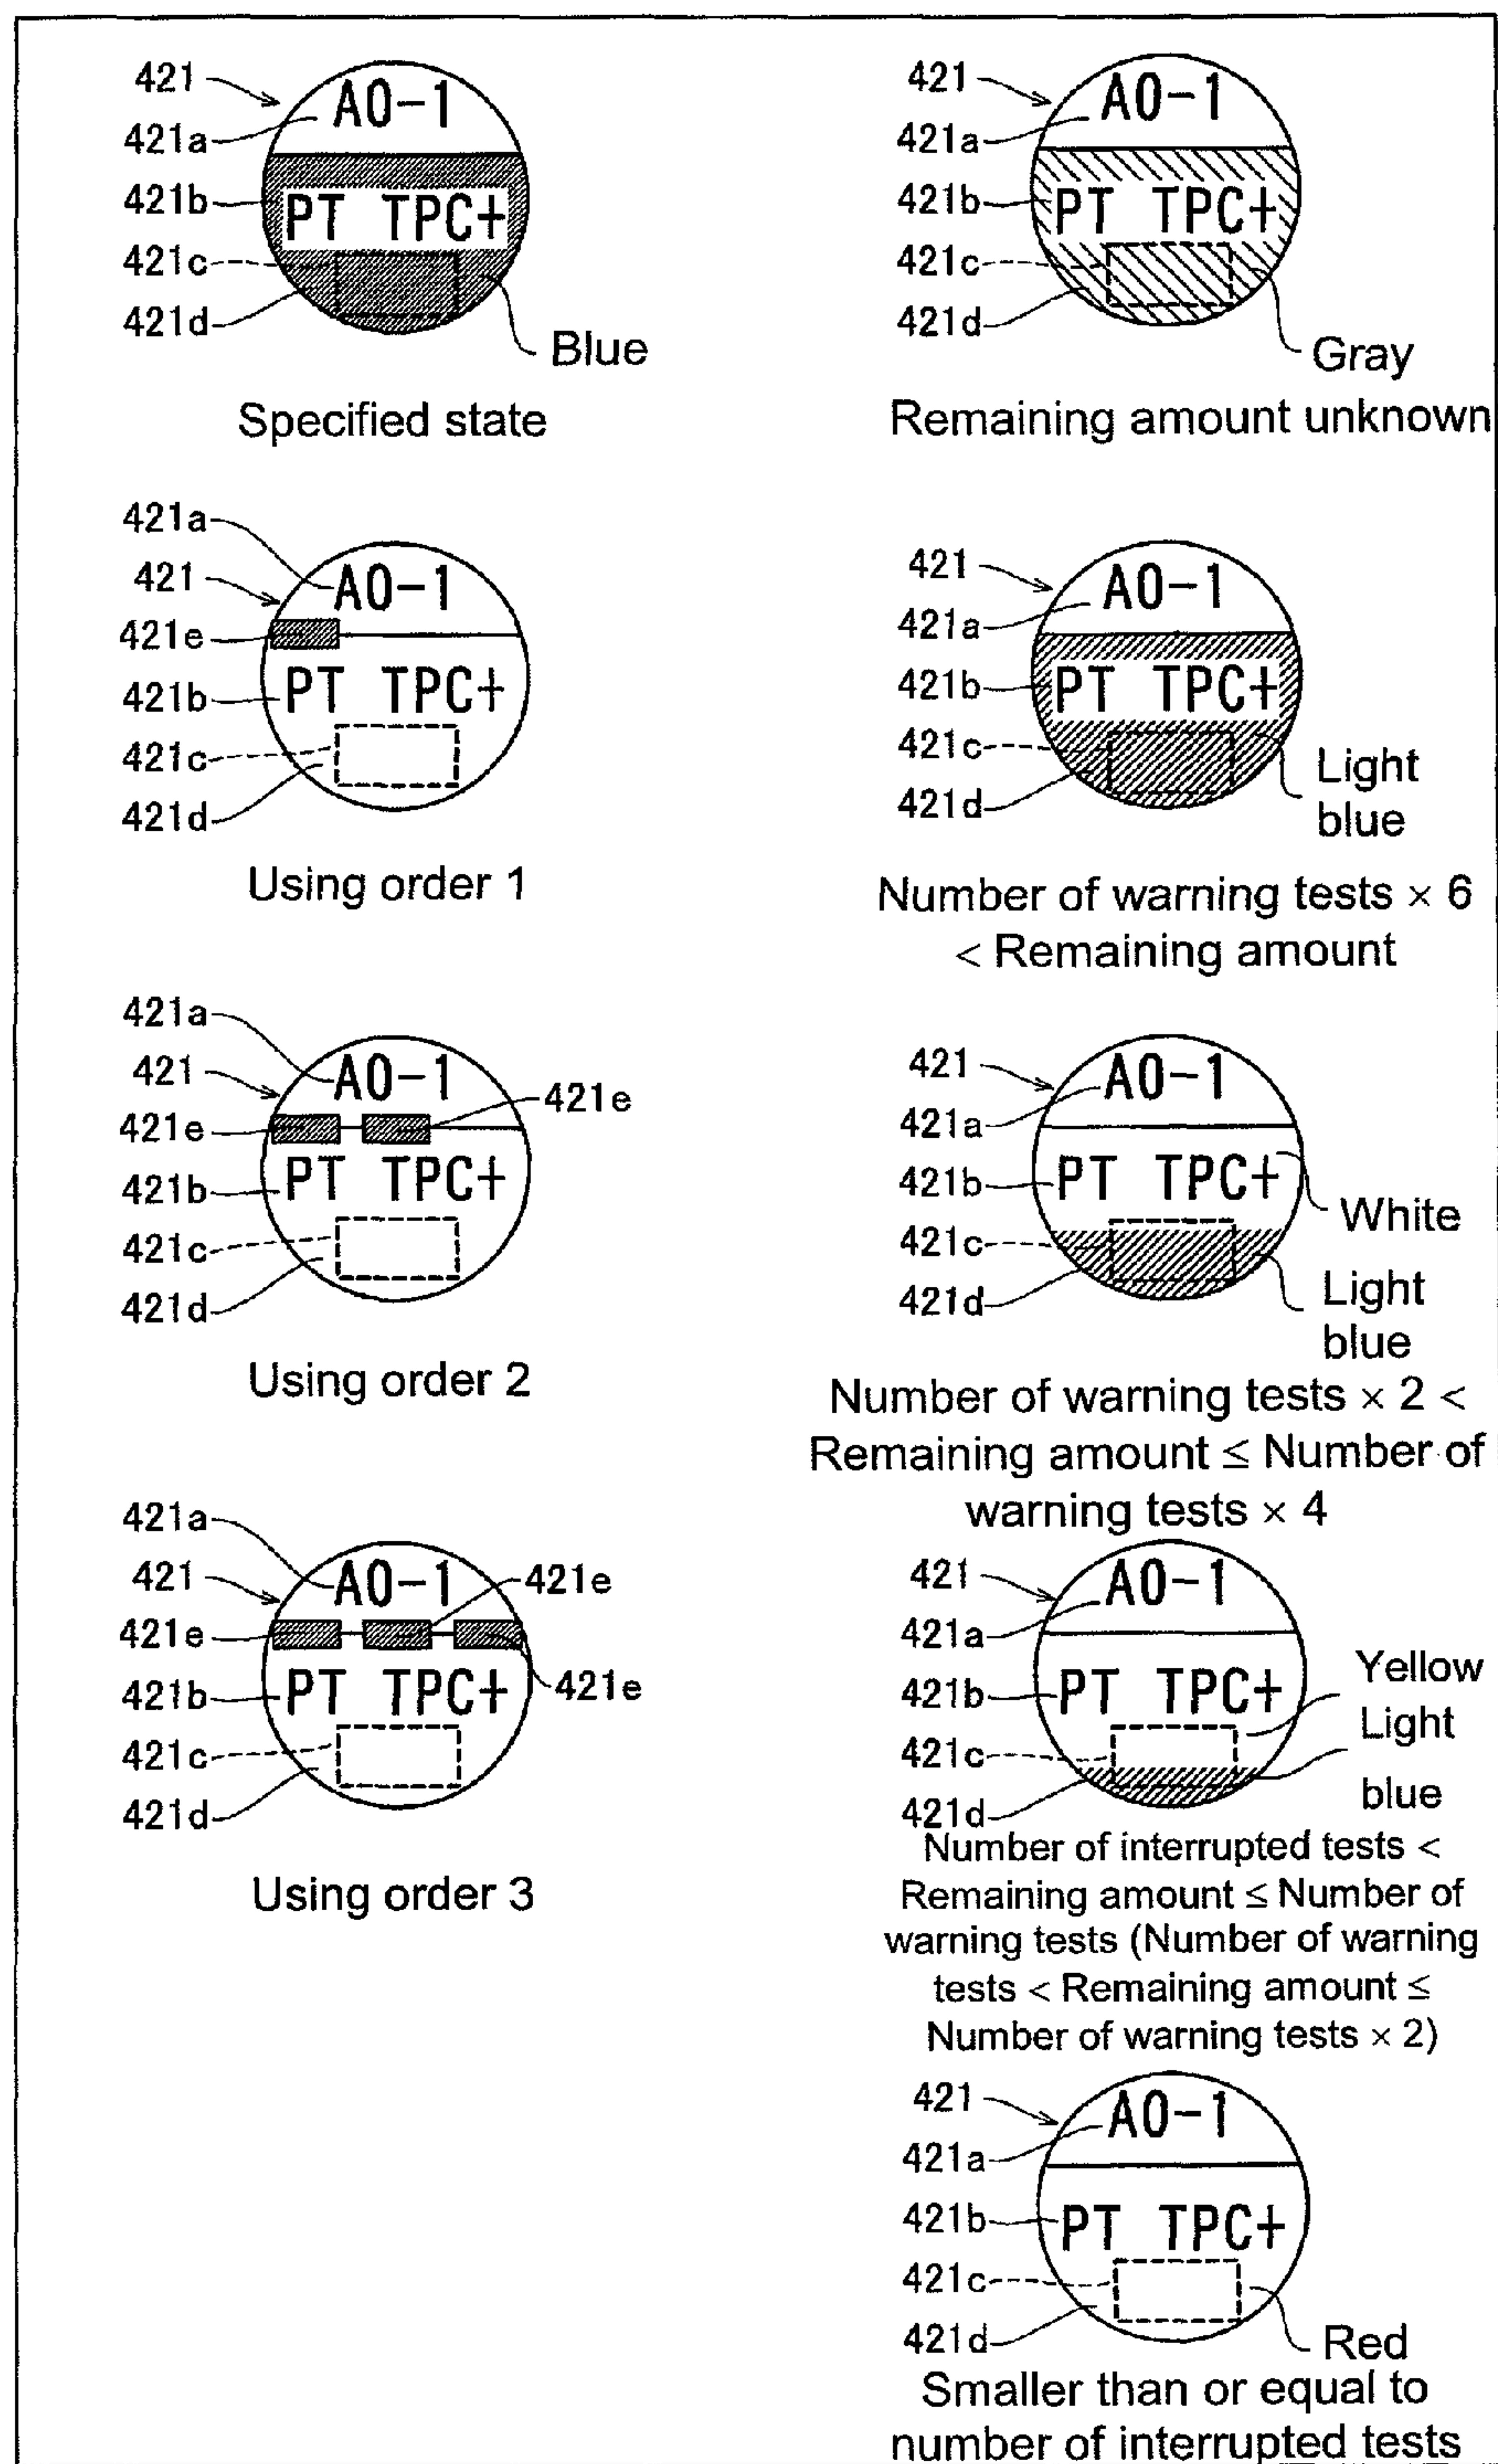 421
A0-1
421a
421b
PT TPC+
421c
421d
Blue
Specified state
421a
421
A0-1
421e
421b
PT TPC+
421c
421d
Using order 1
421a
421
A0-1
421e
421e
421b
PT TPC+
421c
421d
Using order 2
421a
421
A0-1
421e
421e
421e
421b
PT TPC+
421c
421d
Using order 3
421
A0-1
421a
421b
PT TPC+
421c
421d
Gray
Remaining amount unknown
421
A0-1
421a
421b
PT TPC+
421c
421d
Light
blue
Number of warning tests × 6
< Remaining amount
421
A0-1
421a
421b
PT TPC+
White
421c
421d
Light
blue
Number of warning tests × 2 <
Remaining amount ≤ Number of
warning tests × 4
421
A0-1
421a
421b
PT TPC+
Yellow
Light
blue
421c
421d
Number of interrupted tests <
Remaining amount ≤ Number of
warning tests (Number of warning
tests < Remaining amount ≤
Number of warning tests × 2)
421
A0-1
421a
421b
PT TPC+
421c
421d
Red
Smaller than or equal to
number of interrupted tests